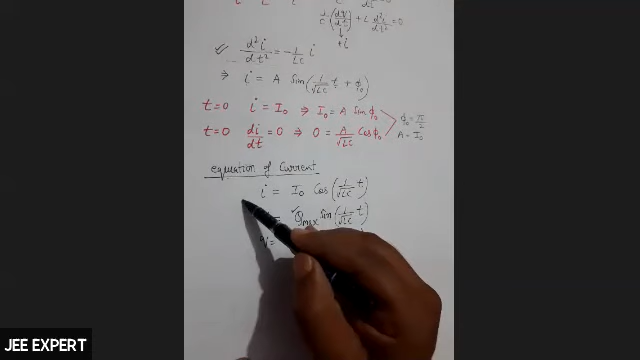 d/c (dq/dt) + L d²i/dt² = 0
+i
✓ d²i/dt² = -1/LC i
⇒ i = A sin(1/√LC t + ϕ₀)
t=0 i = I₀ ⇒ I₀ = A sin ϕ₀
t=0 di/dt = 0 ⇒ 0 = A/√LC cos ϕ₀
ϕ₀ = π/2
A = I₀
equation of Current
i = I₀ Cos(1/√LC t)
= ✓Qmax sin(1/√LC t)
JEE EXPERT